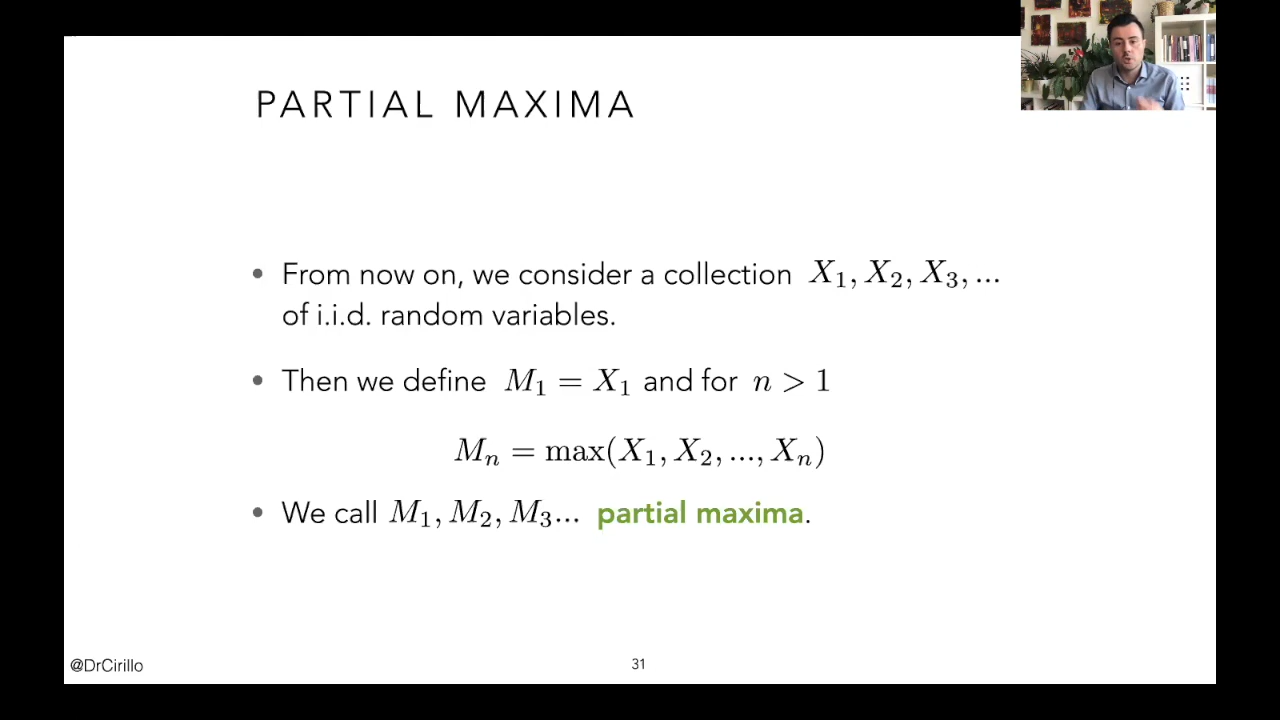 PARTIAL MAXIMA
• From now on, we consider a collection X₁, X₂, X₃, ...
of i.i.d. random variables.
• Then we define M₁ = X₁ and for n > 1
Mₙ = max(X₁, X₂, ..., Xₙ)
• We call M₁, M₂, M₃... partial maxima.
@DrCirillo
31